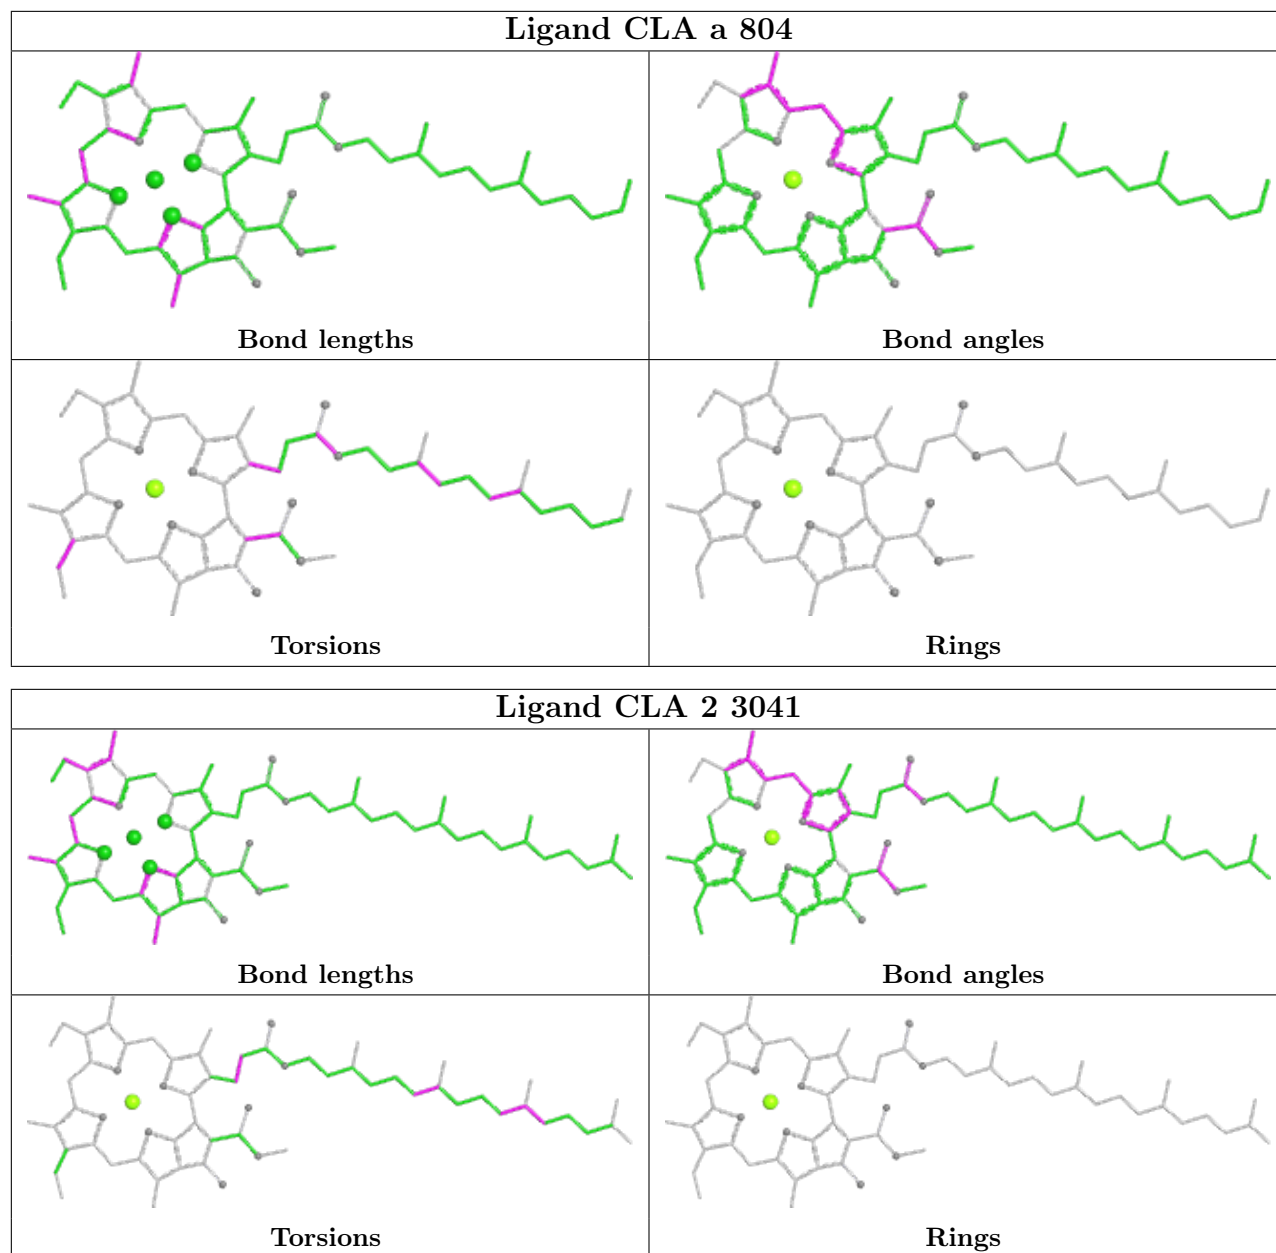 Ligand CLA a 804
Bond lengths
Bond angles
Torsions
Rings
Ligand CLA 2 3041
Bond lengths
Bond angles
Torsions
Rings